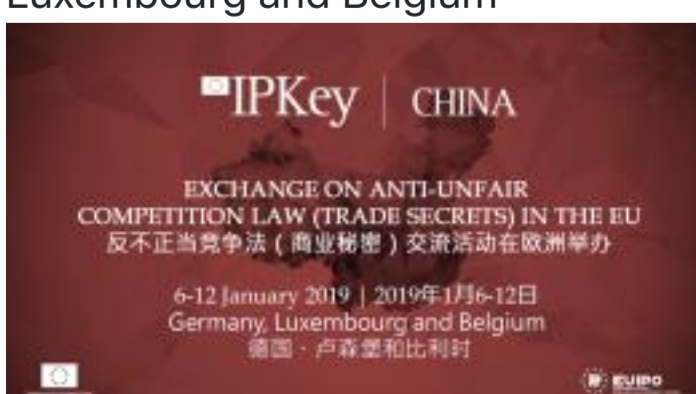 Luxembourg and Belgium
IPKey | CHINA
EXCHANGE ON ANTI-UNFAIR
COMPETITION LAW (TRADE SECRETS) IN THE EU
反不正当竞争法（商业秘密）交流活动在欧洲举办
6-12 January 2019 | 2019年1月6-12日
Germany, Luxembourg and Belgium
德国·卢森堡和比利时
EUIPO